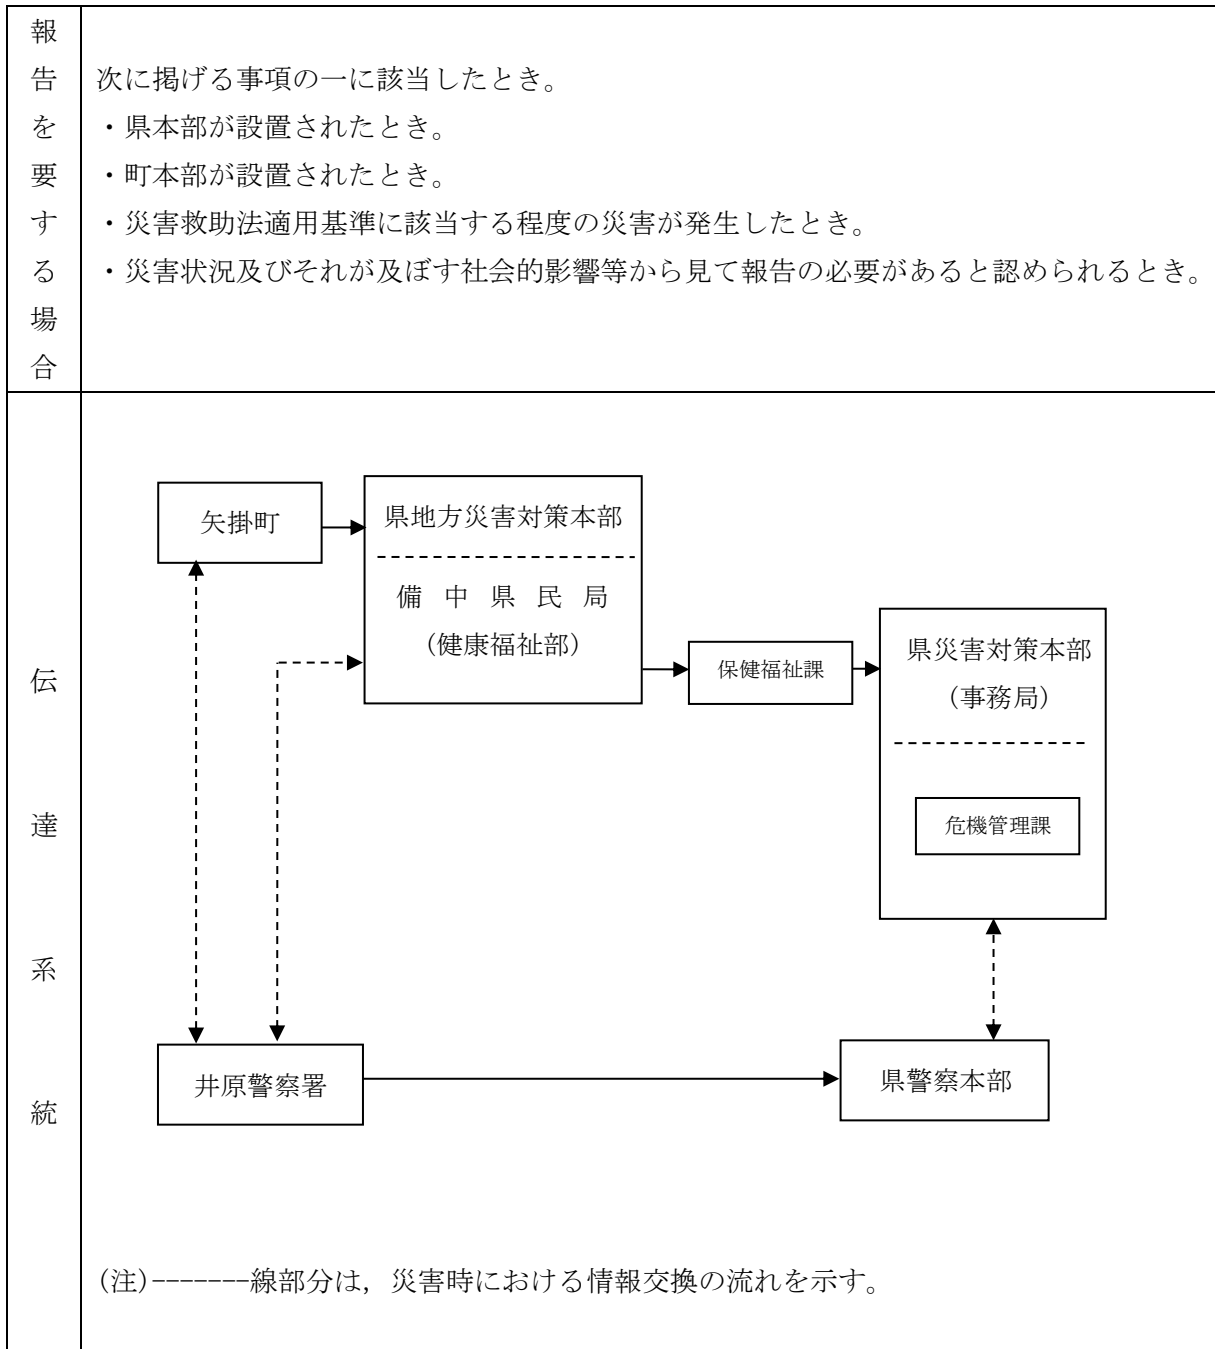 報告を要する場合
次に掲げる事項の一に該当したとき。
・県本部が設置されたとき。
・町本部が設置されたとき。
・災害救助法適用基準に該当する程度の災害が発生したとき。
・災害状況及びそれが及ぼす社会的影響等から見て報告の必要があると認められるとき。
伝達系統
矢掛町
県地方災害対策本部
備中県民局
（健康福祉部）
保健福祉課
県災害対策本部
（事務局）
危機管理課
井原警察署
県警察本部
(注)-------線部分は，災害時における情報交換の流れを示す。